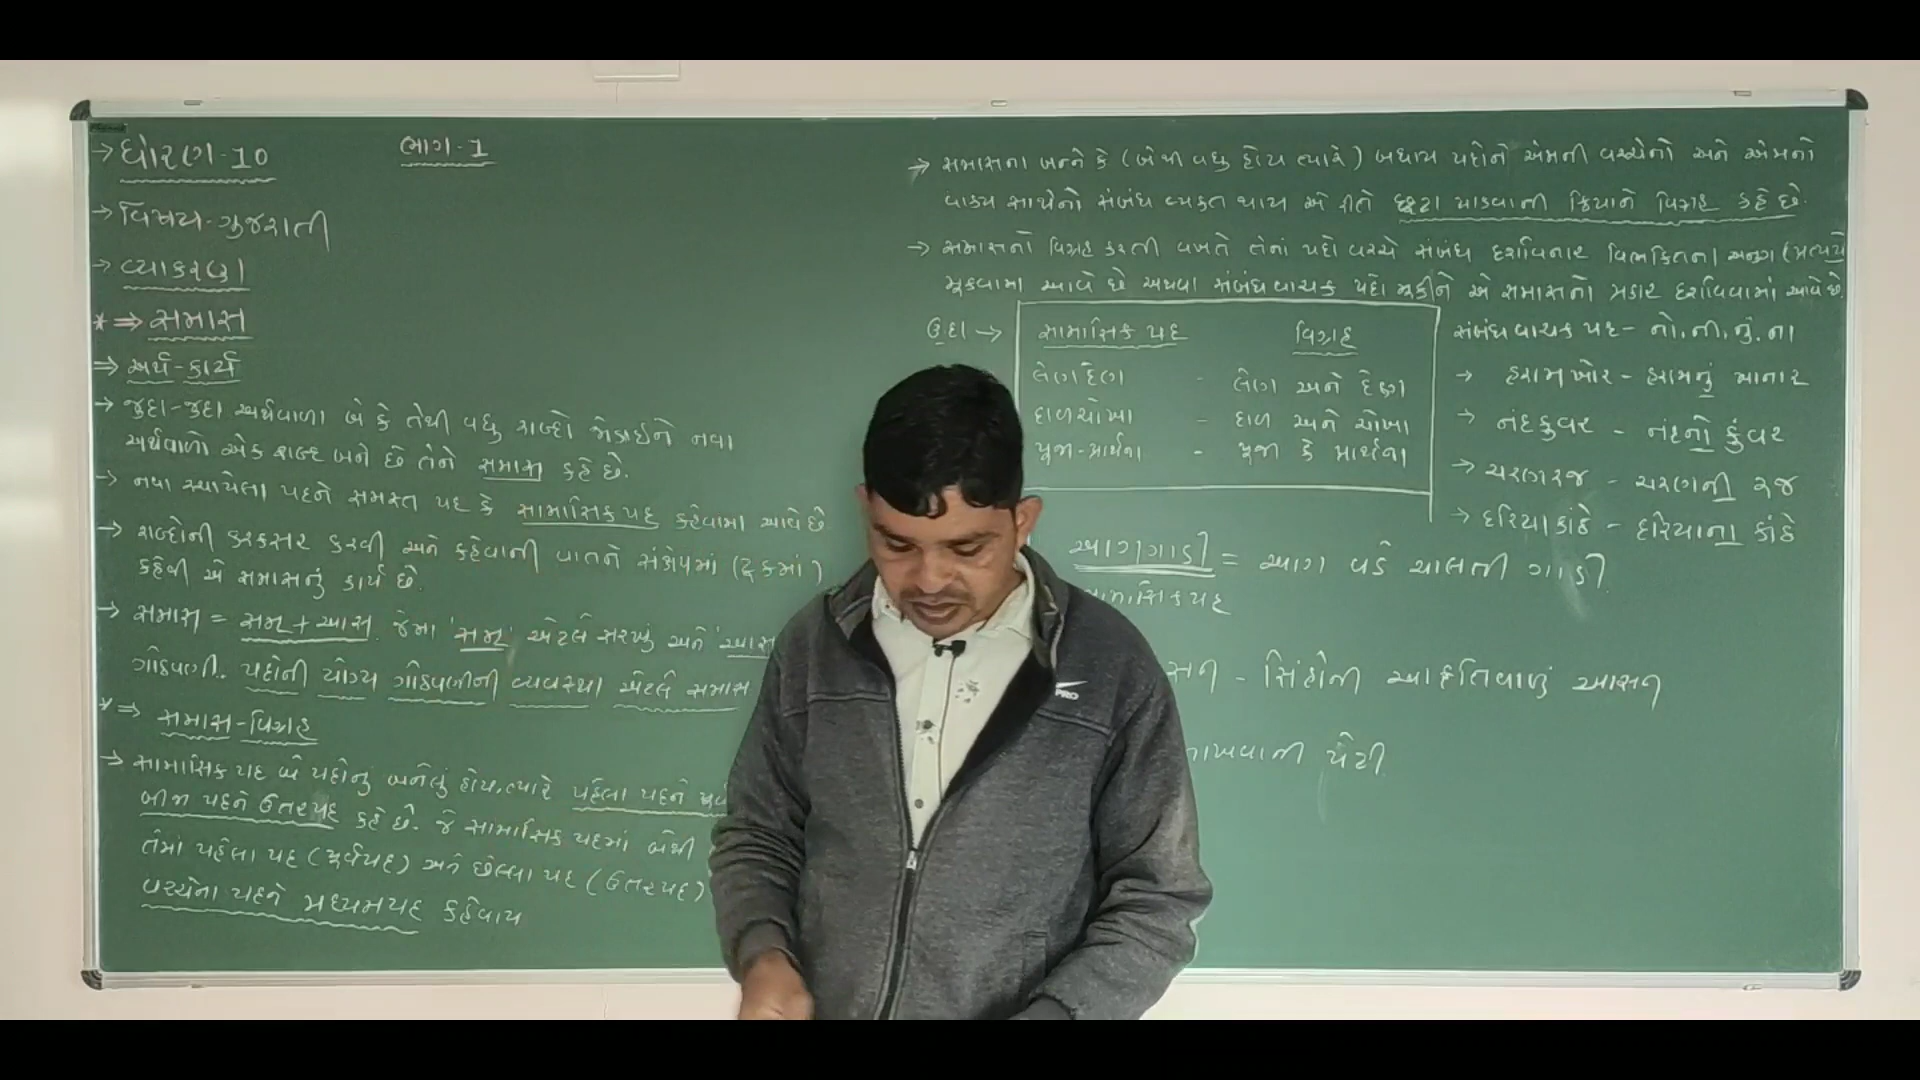 → ધોરણ-10
ભાગ-1
→ વિષય-ગુજરાતી
→ વ્યાકરણ
* ⇒ સમાસ
⇒ અર્થ-કાર્ય
→ જુદા-જુદા અર્થવાળા બે કે તેથી વધુ શબ્દો જોડાઈને નવા
અર્થવાળો એક શબ્દ બને છે તેને સમાસ કહે છે.
→ નવા રચાયેલા પદને સમસ્ત પદ કે સામાસિક પદ કહેવામાં આવે છે
→ શબ્દોની કરકસર કરવી અને કહેવાની વાતને સંક્ષેપમાં (ટૂંકમાં)
કહેવી એ સમાસનું કાર્ય છે.
→ સમાસ = સમ્ + આસ. જેમાં 'સમ્' એટલે સરખું અને 'આસ
ગોઠવણી. પદોની યોગ્ય ગોઠવણીની વ્યવસ્થા એટલે સમાસ
* ⇒ સમાસ-વિગ્રહ
→ સામાસિક પદ બે પદોનું બનેલું હોય, ત્યારે પહેલા પદને પૂર્વ
બીજા પદને ઉત્તરપદ કહે છે. જે સામાસિક પદમાં બેથી
તેમાં પહેલા પદ (પૂર્વપદ) અને છેલ્લા પદ (ઉત્તરપદ)
વચ્ચેના પદને મધ્યમપદ કહેવાય
→ સમાસના બન્ને કે (બેથી વધુ હોય ત્યારે) બધાય પદોને એમની વચ્ચેનો અને એમનો
વાક્ય સાથેનો સંબંધ વ્યક્ત થાય એ રીતે છૂટા પાડવાની ક્રિયાને વિગ્રહ કહે છે.
→ સમાસનો વિગ્રહ કરતી વખતે તેનાં પદો વચ્ચે સંબંધ દર્શાવનાર વિભક્તિના અનુગ (પ્રત્યયો
મૂકવામાં આવે છે અથવા સંબંધવાચક પદો મૂકીને એ સમાસનો પ્રકાર દર્શાવવામાં આવે છે.
ઉદા → સામાસિક પદ વિગ્રહ
લેણદેણ - લેણ અને દેણ
દાળચોખા - દાળ અને ચોખા
પૂજા-પ્રાર્થના - પૂજા કે પ્રાર્થના
સંબંધવાચક પદ - નો, ની, નું, ના
→ હરામખોર - હરામનું ખાનાર
→ નંદકુવર - નંદનો કુંવર
→ ચરણરજ - ચરણની રજ
→ દરિયાકાંઠે - દરિયાના કાંઠે
આગગાડી = આગ વડે ચાલતી ગાડી.
સામાસિક પદ
સન - સિંહોની આકૃતિવાળું આસન
નાખવાની પેટી
PRO